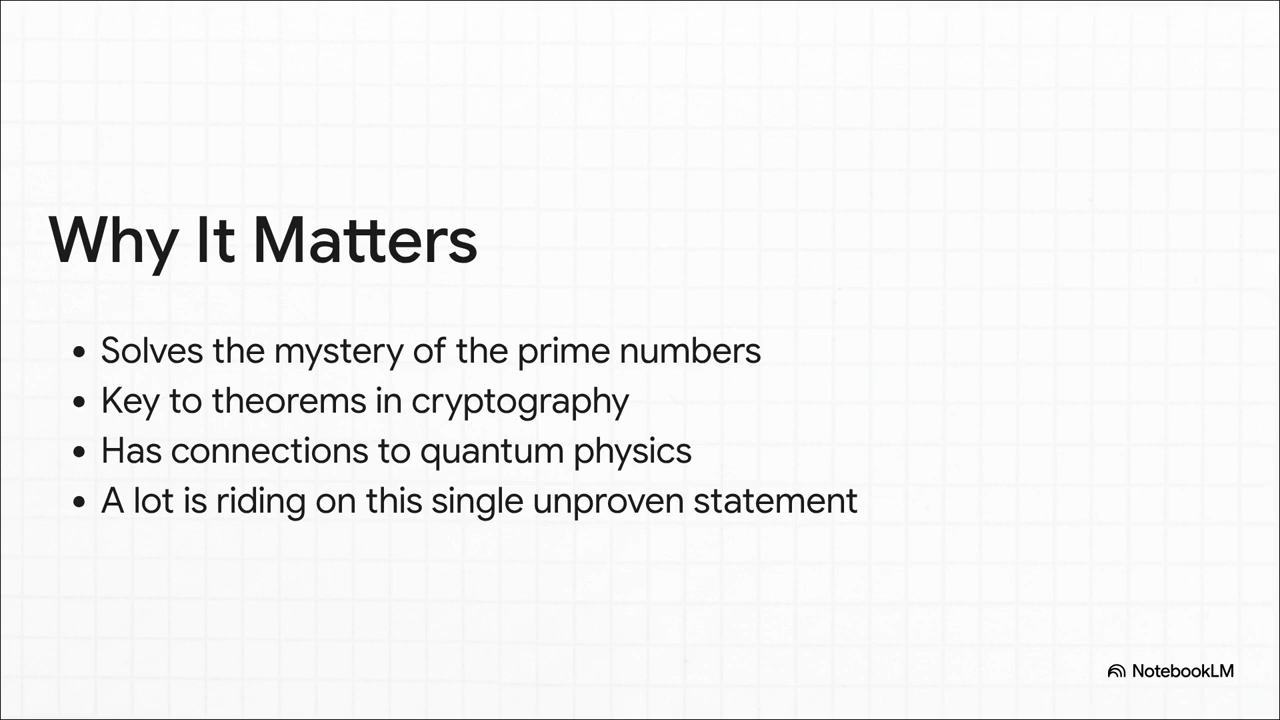 Why It Matters
• Solves the mystery of the prime numbers
• Key to theorems in cryptography
• Has connections to quantum physics
• A lot is riding on this single unproven statement
NotebookLM